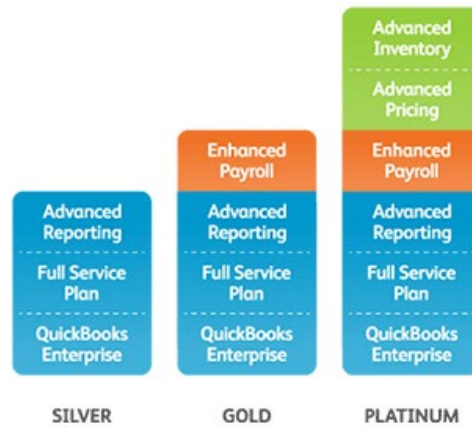 Advanced
Inventory
Advanced
Pricing
Enhanced
Payroll
Enhanced
Payroll
Advanced
Reporting
Advanced
Reporting
Advanced
Reporting
Full Service
Plan
Full Service
Plan
Full Service
Plan
QuickBooks
Enterprise
QuickBooks
Enterprise
QuickBooks
Enterprise
SILVER
GOLD
PLATINUM